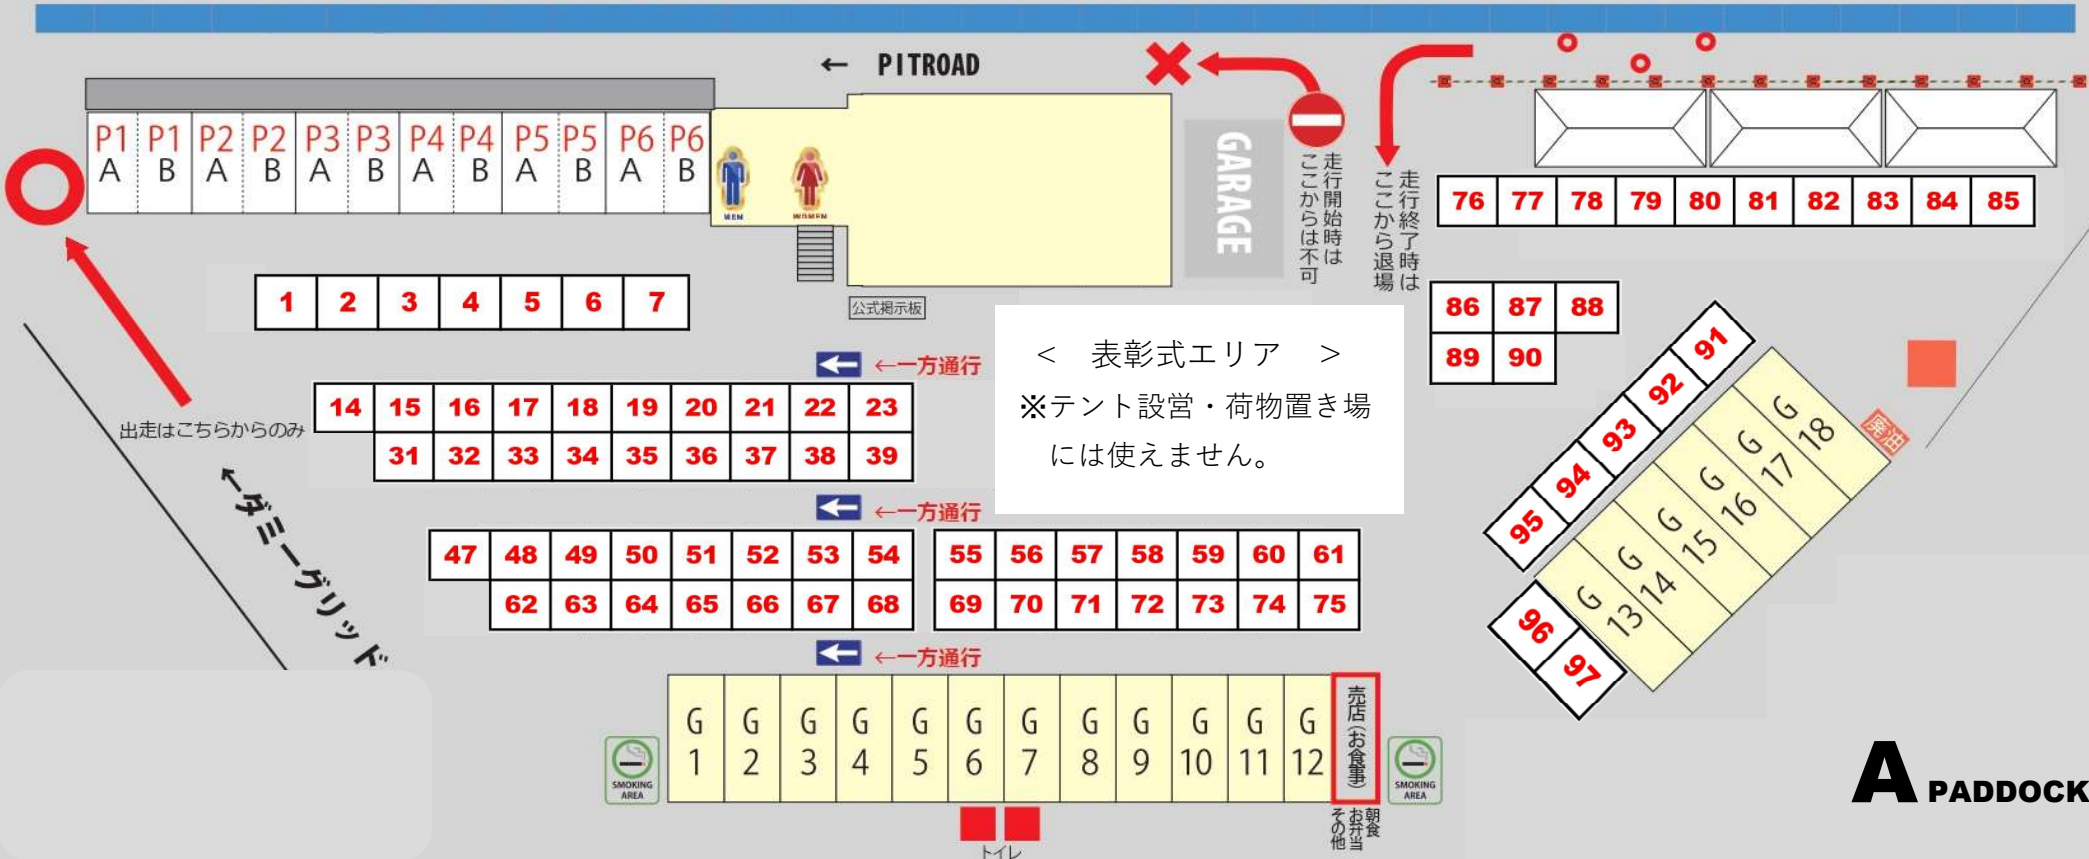 ← PITROAD
P1 P1 P2 P2 P3 P3 P4 P4 P5 P5 P6 P6
A B A B A B A B A B A B
MEN
WOMEN
GARAGE
走行開始時は
ここからは不可
走行終了時は
ここから退場
76 77 78 79 80 81 82 83 84 85
1 2 3 4 5 6 7
公式掲示板
86 87 88
89 90
91
92
93
94
95
< 表彰式エリア >
※テント設営・荷物置き場
には使えません。
←一方通行
14 15 16 17 18 19 20 21 22 23
31 32 33 34 35 36 37 38 39
出走はこちらからのみ
←ダミーグリッド
←一方通行
47 48 49 50 51 52 53 54 55 56 57 58 59 60 61
62 63 64 65 66 67 68 69 70 71 72 73 74 75
←一方通行
廃油
G 18
G 17
G 16
G 15
G 14
G 13
96
97
G G G G G G G G G G G G
1 2 3 4 5 6 7 8 9 10 11 12
売店(お食事)
朝食
お弁当
その他
SMOKING
AREA
SMOKING
AREA
トイレ
A PADDOCK